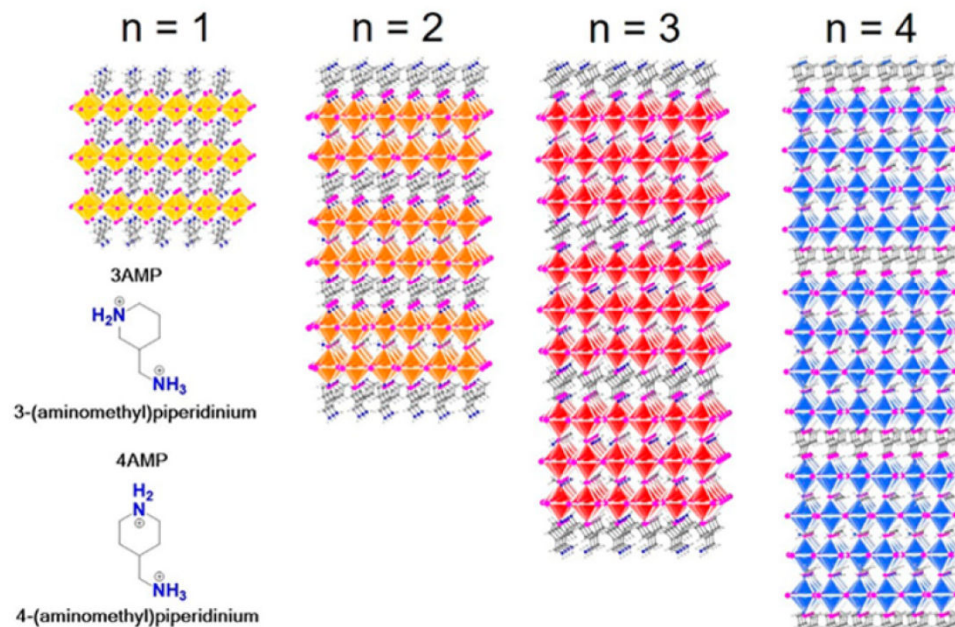 n = 1
n = 2
n = 3
n = 4
3AMP
⊕
H₂N
⊕
NH₃
3-(aminomethyl)piperidinium
4AMP
H₂
N
⊕
⊕
NH₃
4-(aminomethyl)piperidinium